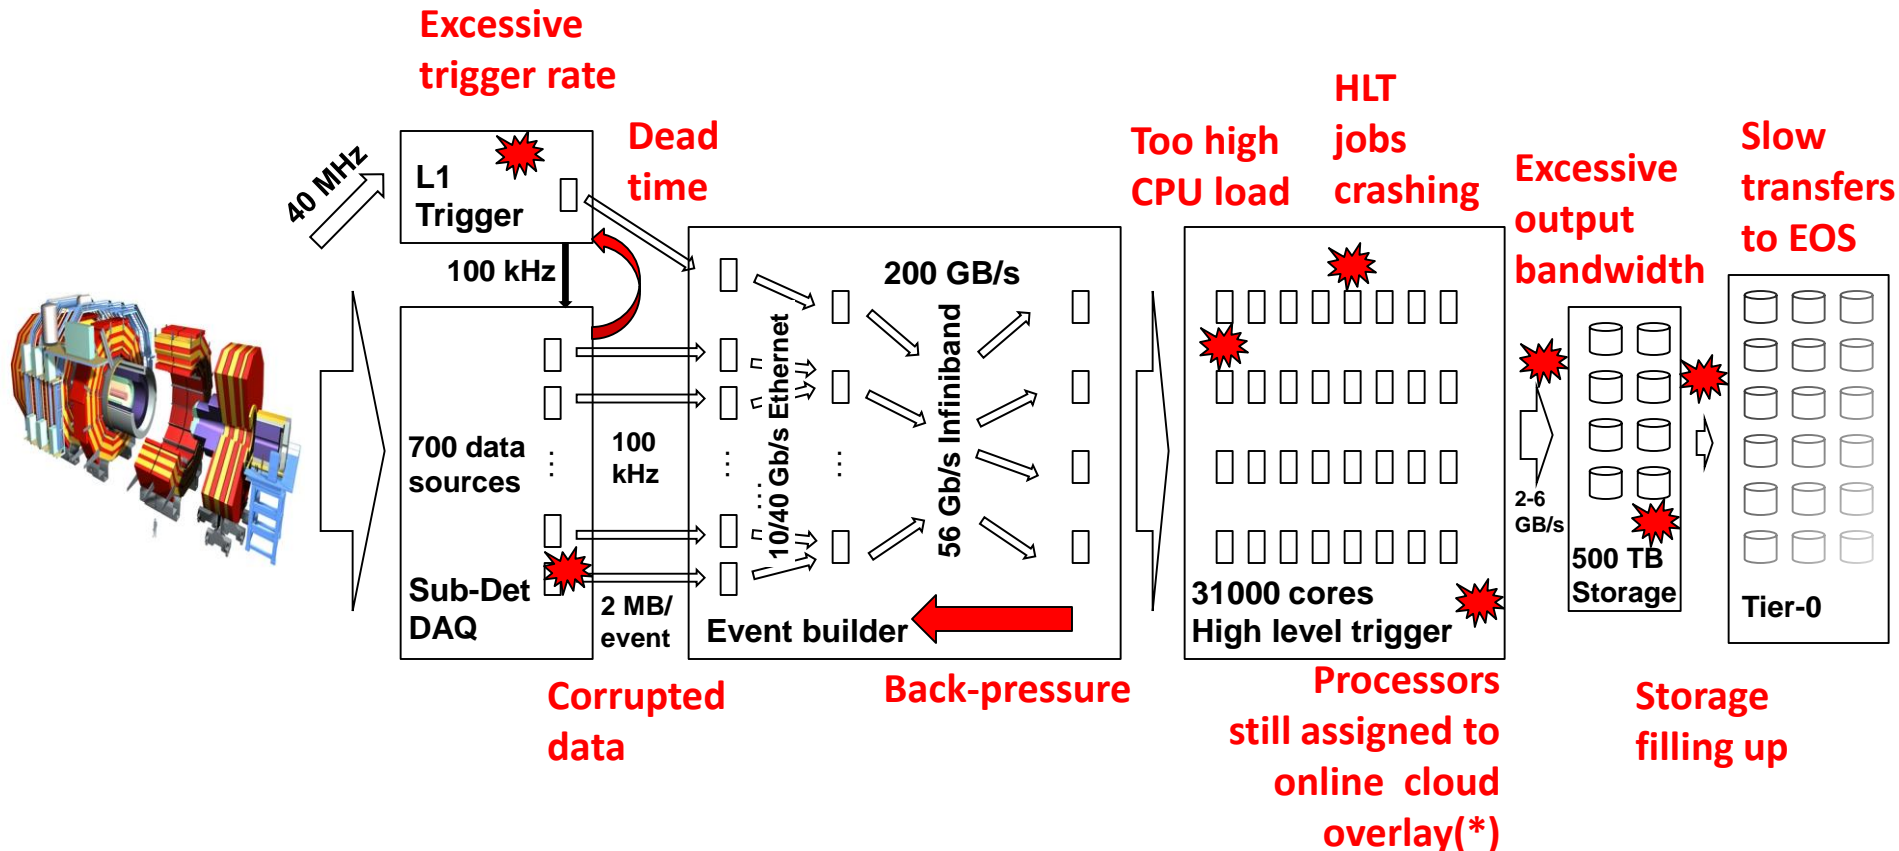 Excessive
trigger rate
40 MHz
L1
Trigger
Dead
time
100 kHz
700 data
sources
Sub-Det
DAQ
100
kHz
2 MB/
event
Corrupted
data
200 GB/s
10/40 Gb/s Ethernet
56 Gb/s Infiniband
Event builder
Back-pressure
Too high
CPU load
HLT
jobs
crashing
31000 cores
High level trigger
Processors
still assigned to
online cloud
overlay(*)
Excessive
output
bandwidth
2-6
GB/s
500 TB
Storage
Storage
filling up
Slow
transfers
to EOS
Tier-0